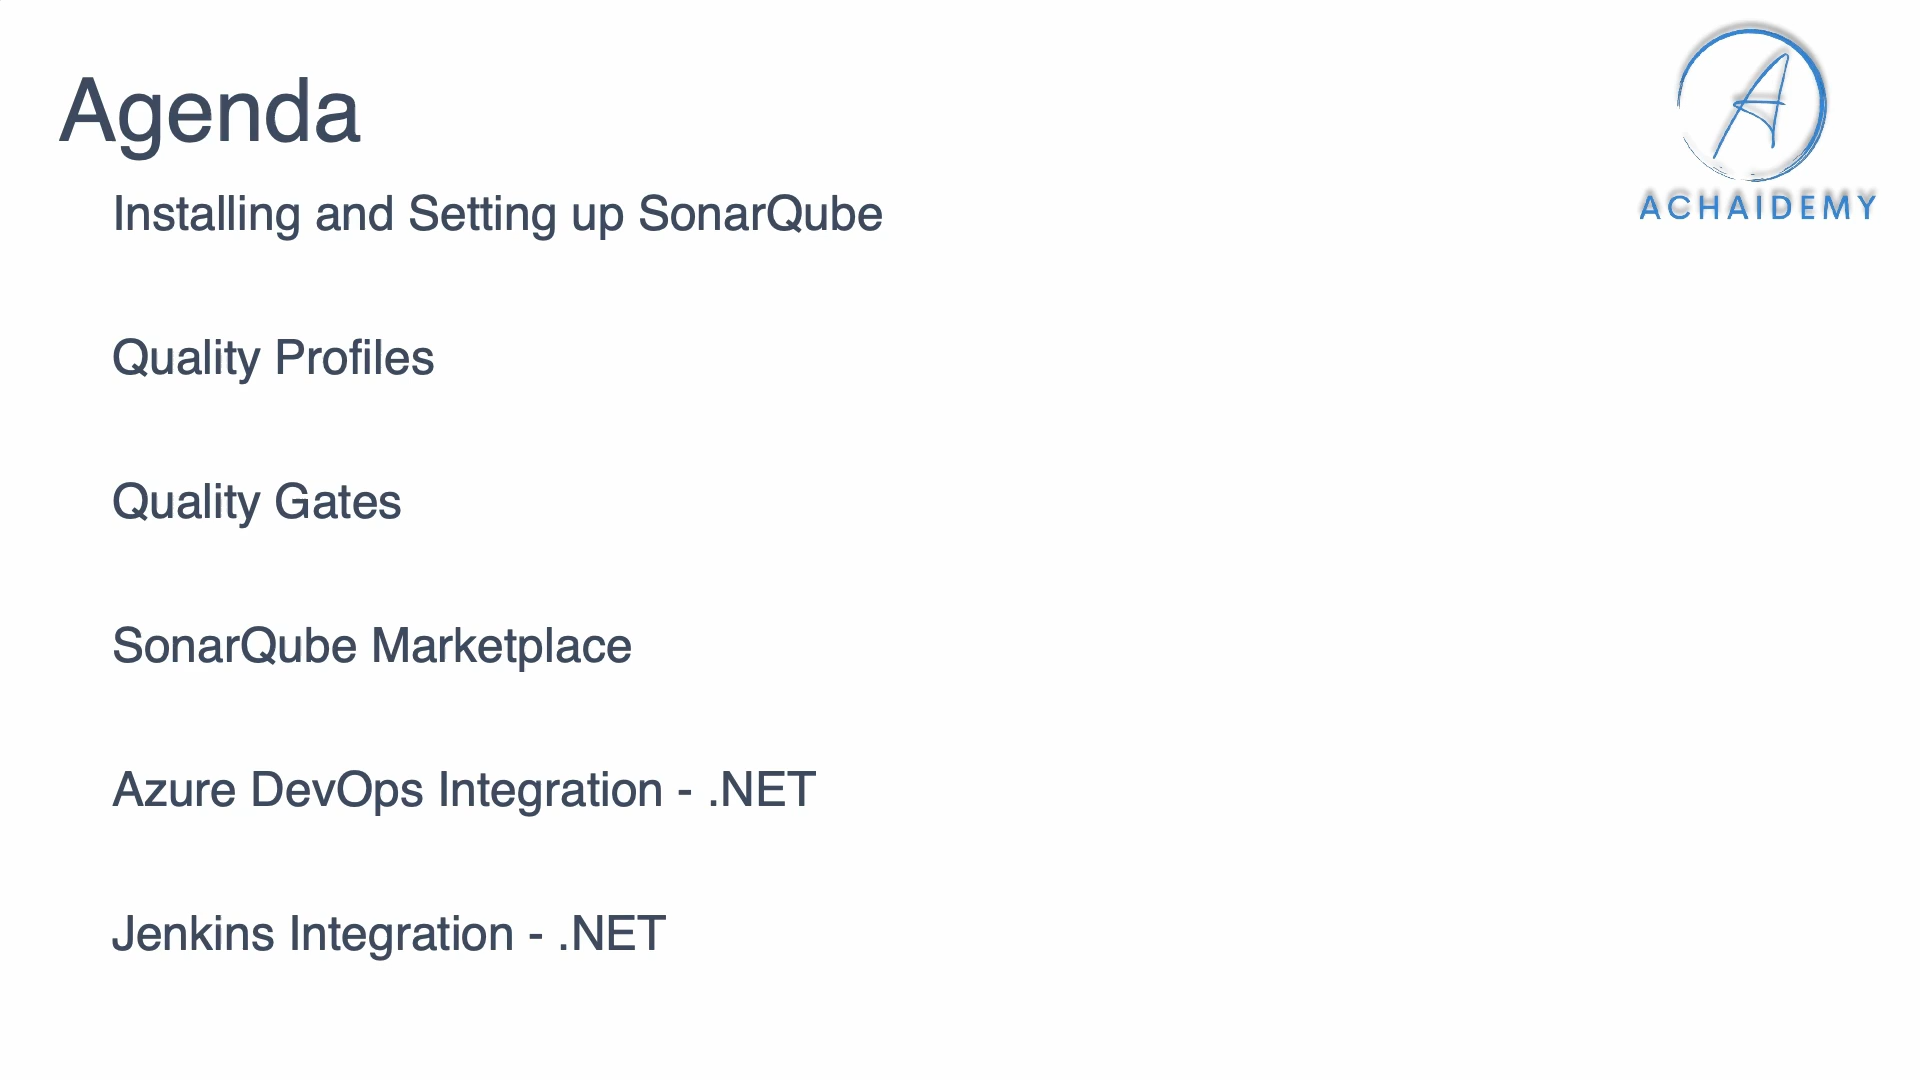 Agenda
Installing and Setting up SonarQube
Quality Profiles
Quality Gates
SonarQube Marketplace
Azure DevOps Integration - .NET
Jenkins Integration - .NET
A
ACHAIDEMY